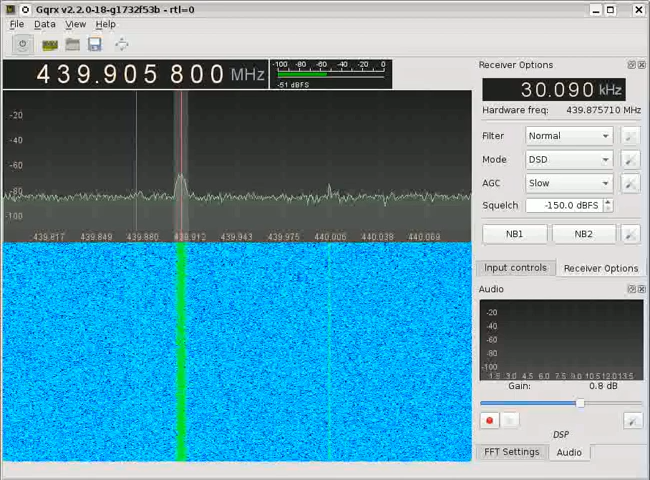 Gqrx v2.2.0-18-g1732f53b - rtl=0
File Data View Help
439.905 800 MHz
-100 -80 -60 -40 -20 0
-51 dBFS
-20
-40
-60
-80
-100
439.817 439.849 439.880 439.912 439.943 439.975 440.006 440.038 440.069
Receiver Options
30.090 kHz
Hardware freq: 439.875710 MHz
Filter Normal
Mode DSD
AGC Slow
Squelch -150.0 dBFS
NB1 NB2
Input controls Receiver Options
Audio
-20
-40
-60
-80
-100
1.5 3.0 4.5 6.0 7.5 9.0 10.5 12.0 13.5
Gain: 0.8 dB
DSP
FFT Settings Audio